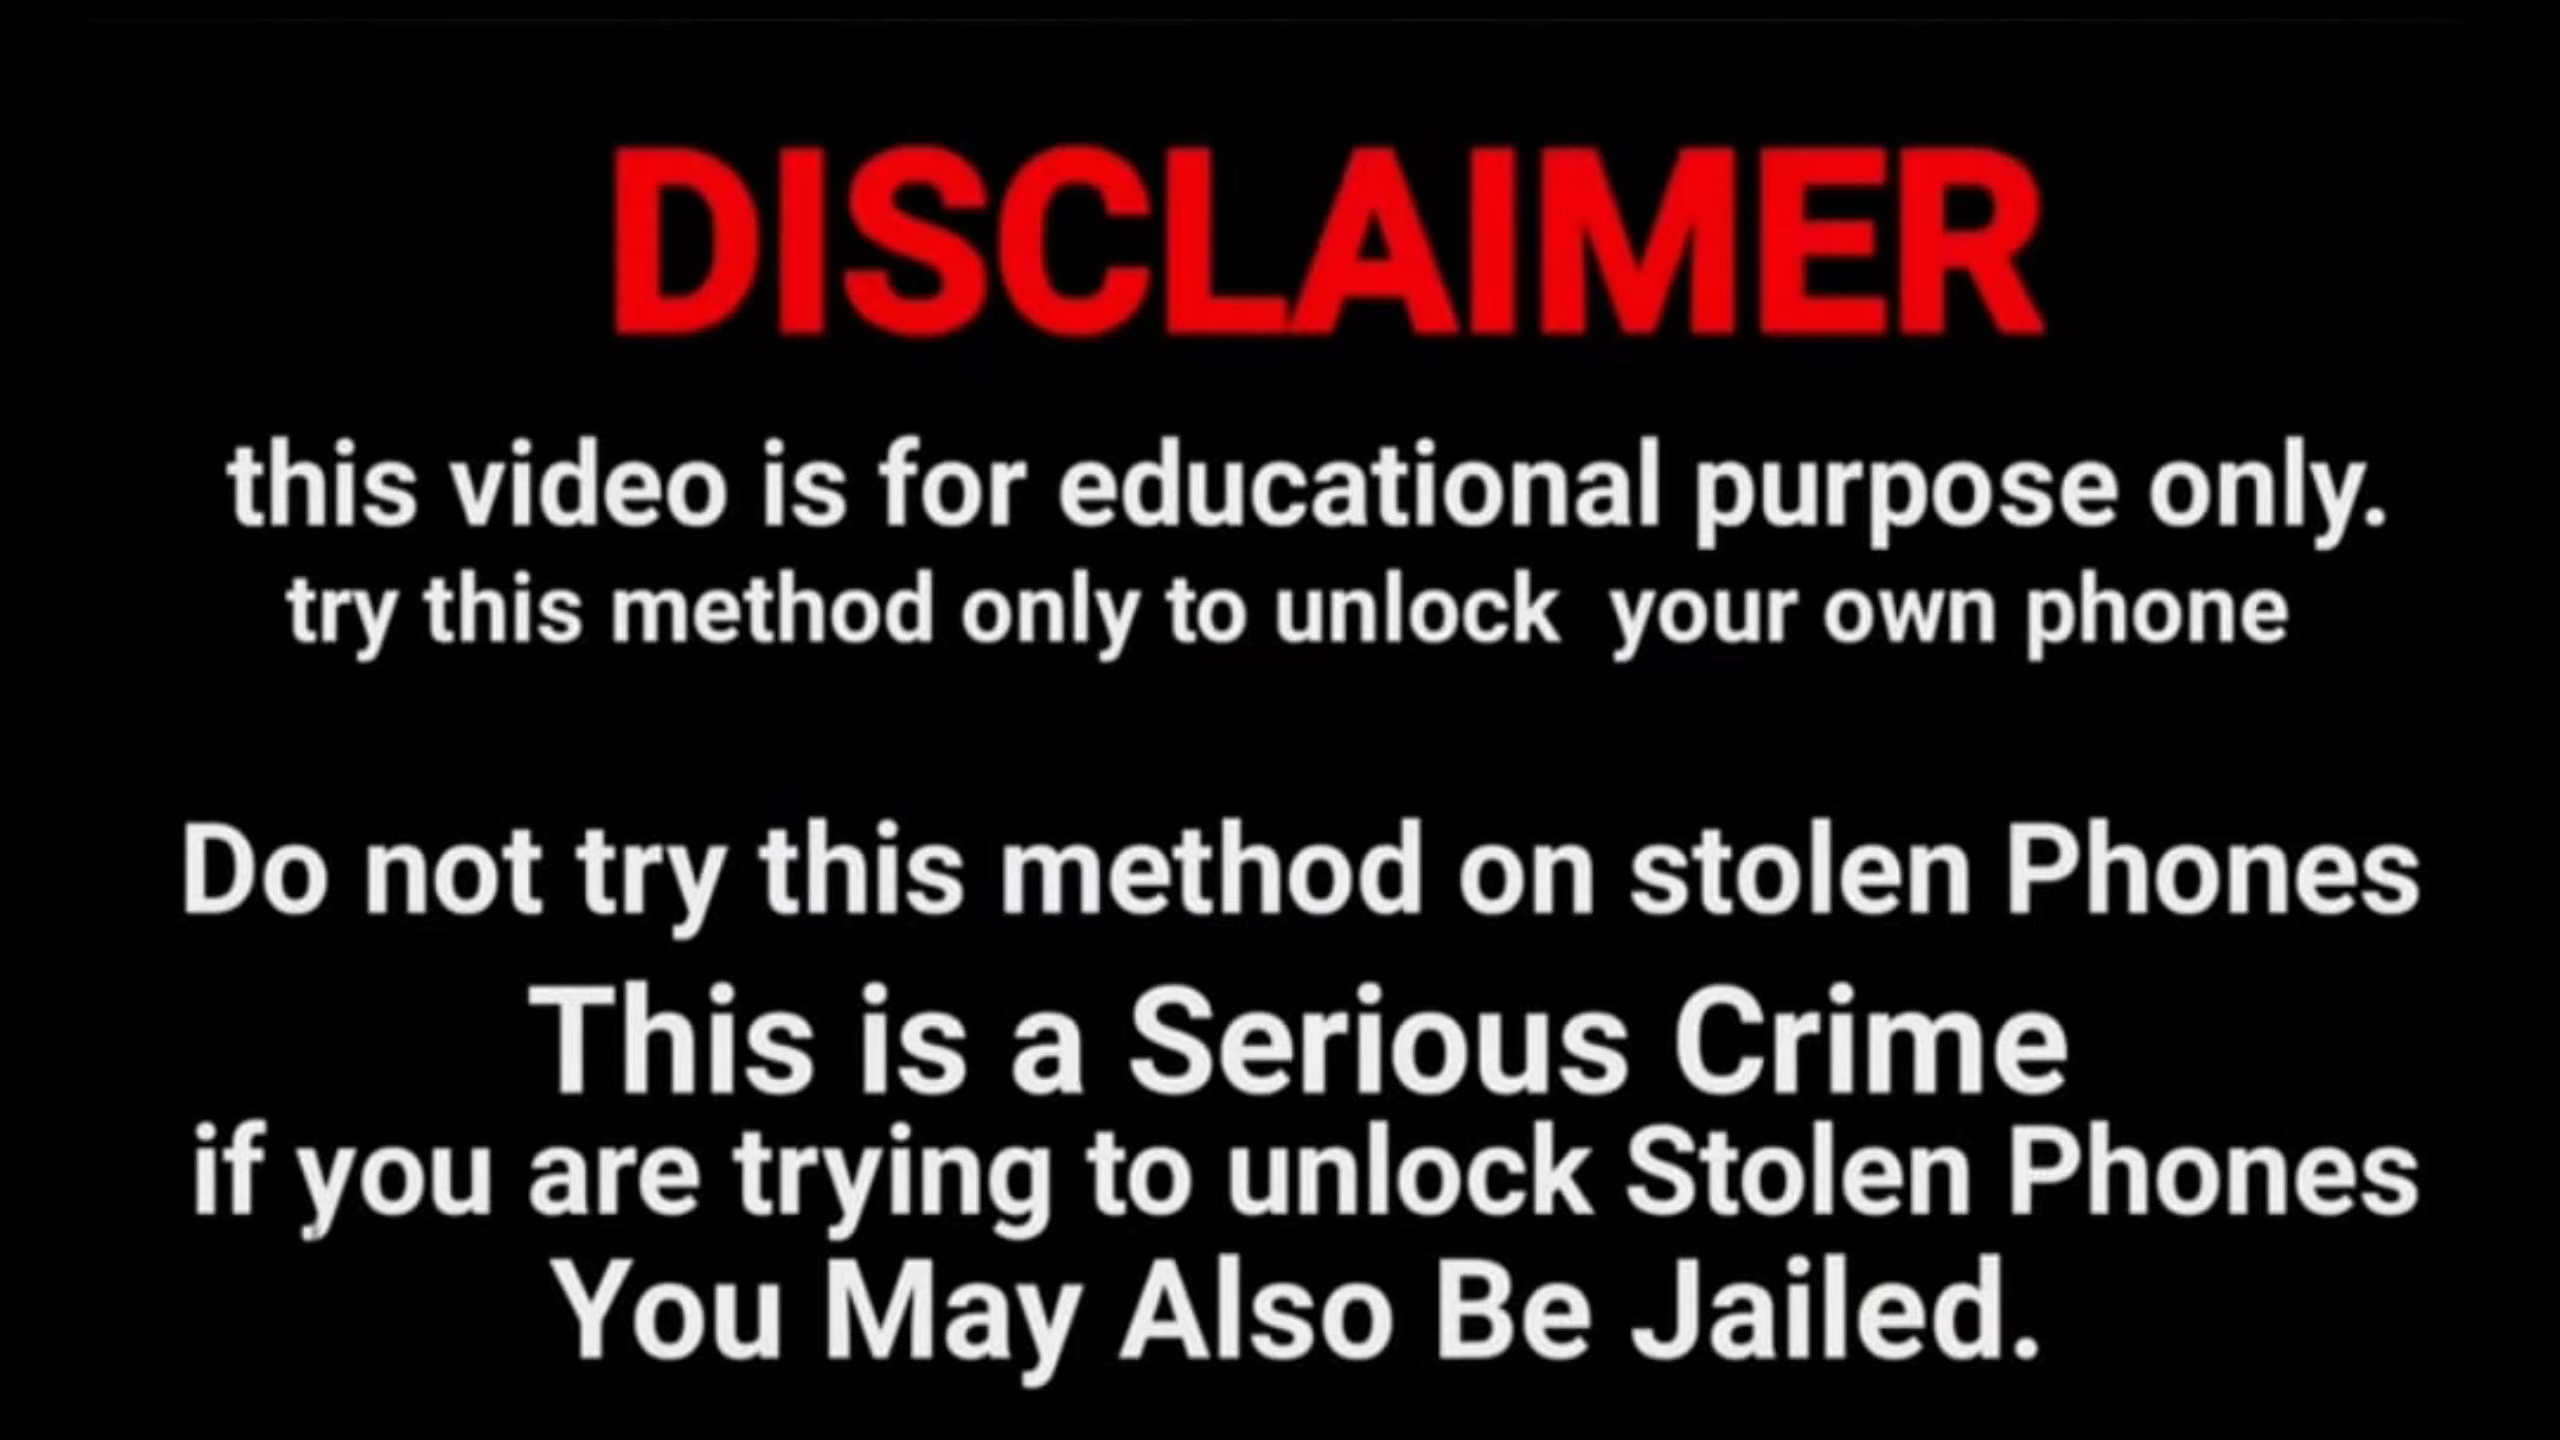 DISCLAIMER
this video is for educational purpose only.
try this method only to unlock  your own phone
Do not try this method on stolen Phones
This is a Serious Crime
if you are trying to unlock Stolen Phones
You May Also Be Jailed.